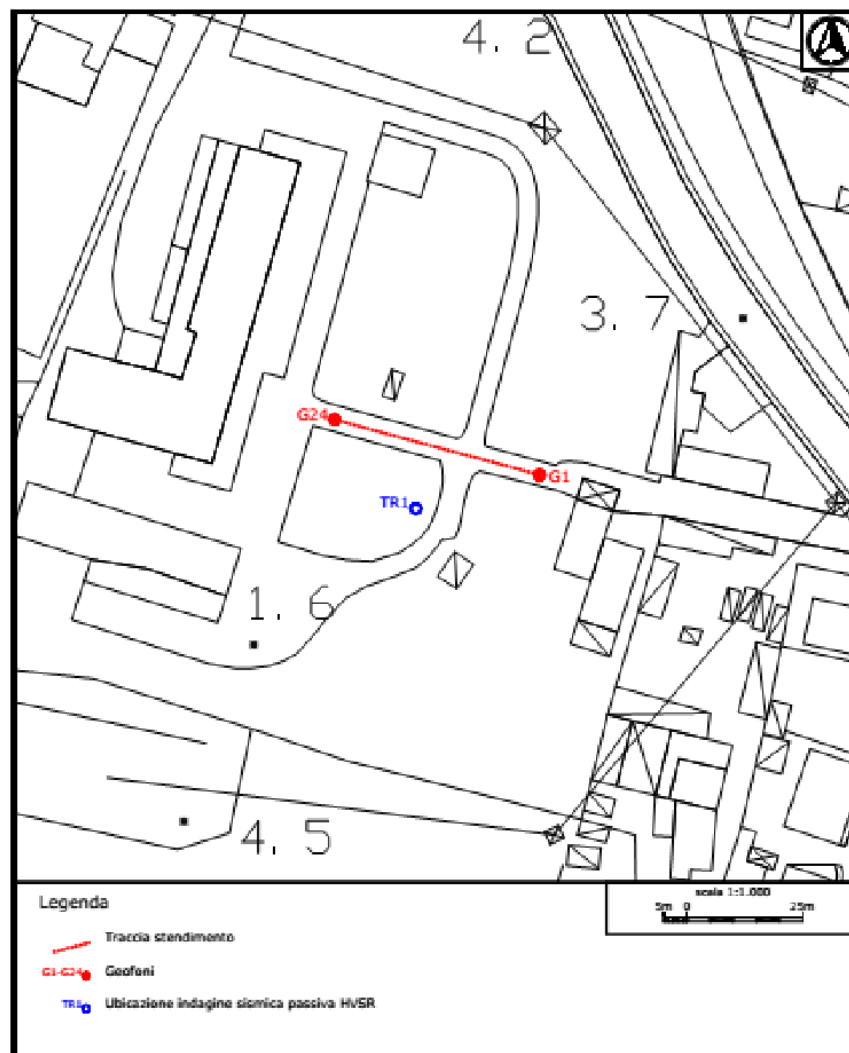 4. 2
3. 7
G24
G1
TR1
1. 6
4. 5
scala 1:1.000
5m 0 25m
Legenda
Traccia stendimento
G1-G24 Geofoni
TR1 Ubicazione indagine sismica passiva HVSR